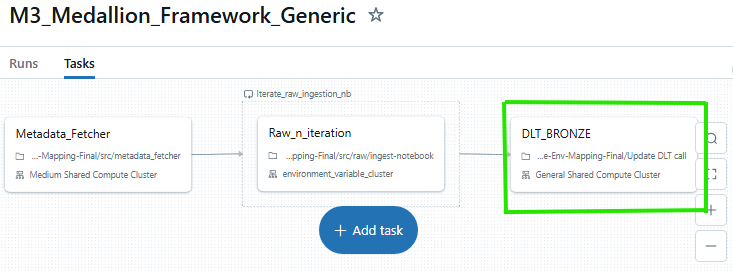 M3_Medallion_Framework_Generic
Runs Tasks
Iterate_raw_ingestion_nb
Metadata_Fetcher
...-Mapping-Final/src/metadata_fetcher
Medium Shared Compute Cluster
Raw_n_iteration
...pping-Final/src/raw/ingest-notebook
environment_variable_cluster
DLT_BRONZE
...e-Env-Mapping-Final/Update DLT call
General Shared Compute Cluster
+ Add task